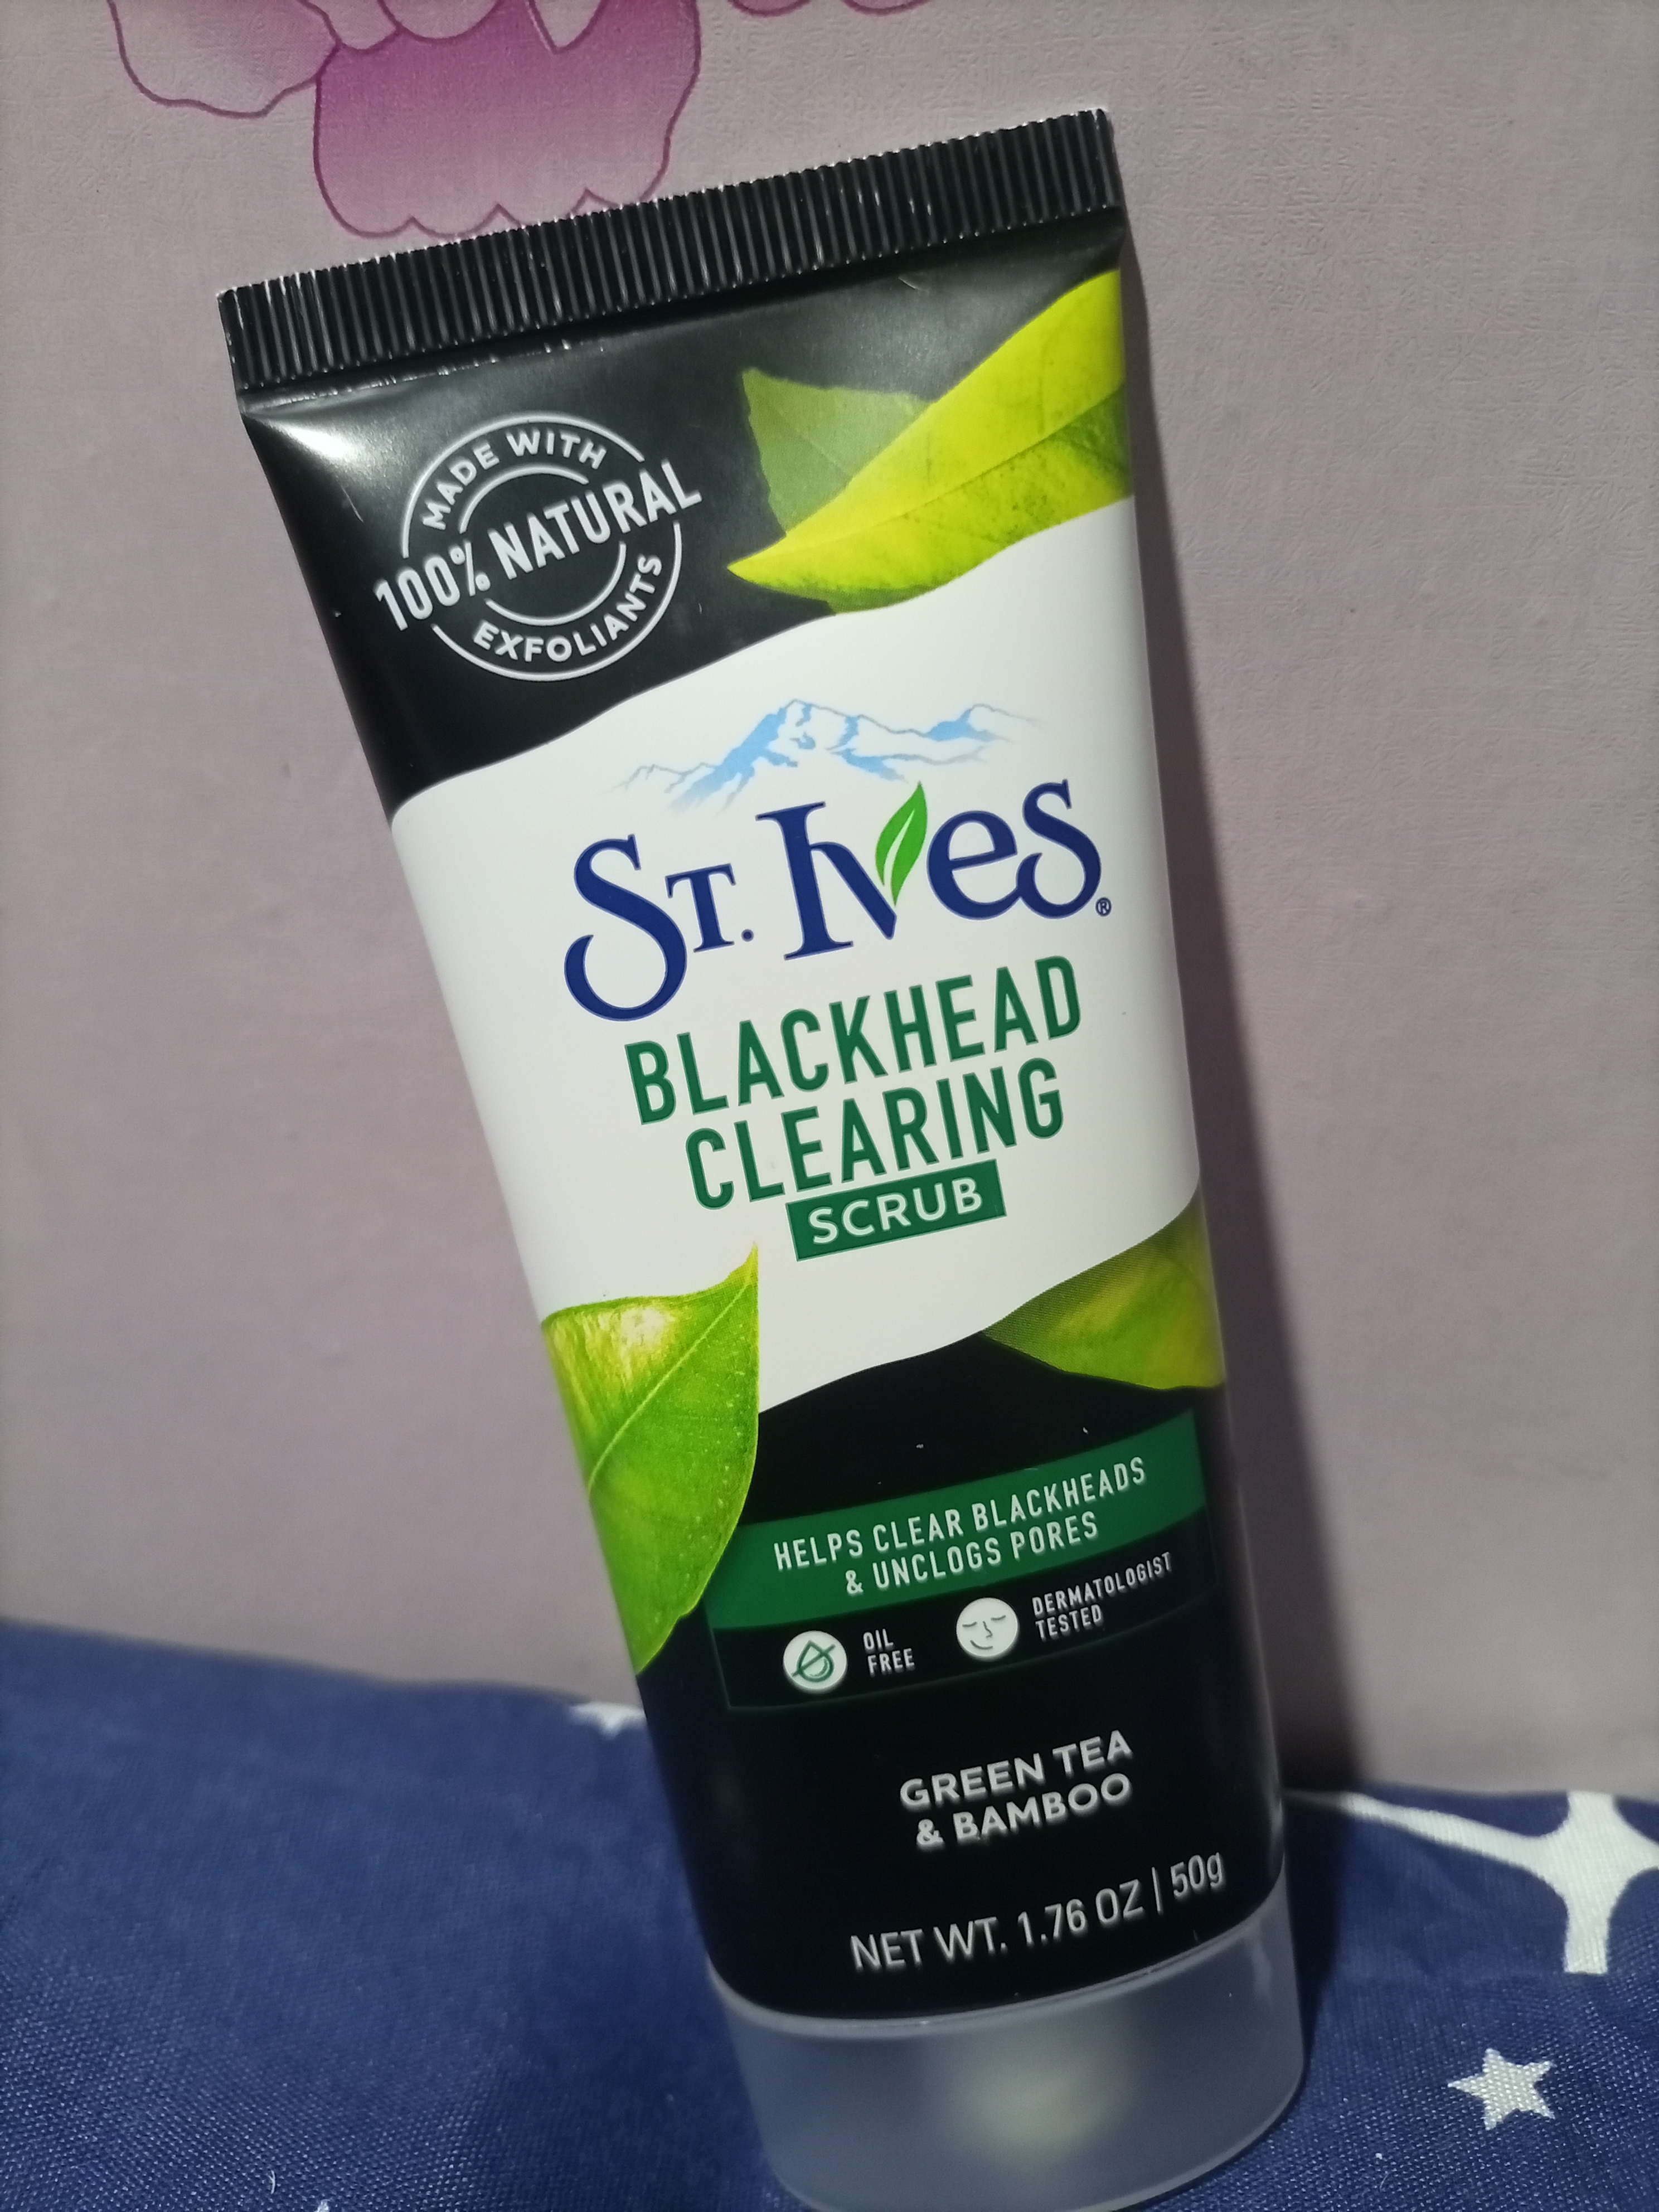 MADE WITH
100% NATURAL
EXFOLIANTS
ST. IVES®
BLACKHEAD
CLEARING
SCRUB
HELPS CLEAR BLACKHEADS
& UNCLOGS PORES
OIL
FREE
DERMATOLOGIST
TESTED
GREEN TEA
& BAMBOO
NET WT. 1.76 OZ | 50g